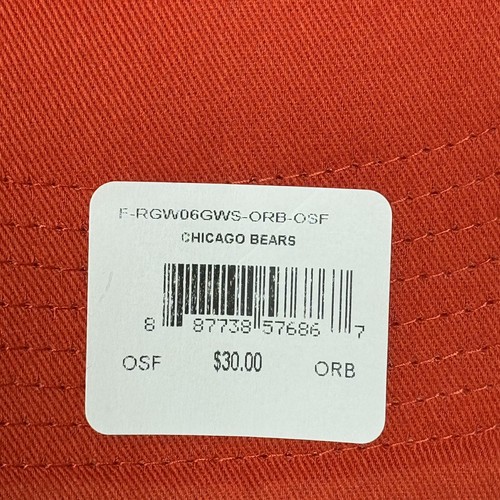 F-RGW06GWS-ORB-OSF
CHICAGO BEARS
8 87738 57686 7
OSF $30.00 ORB